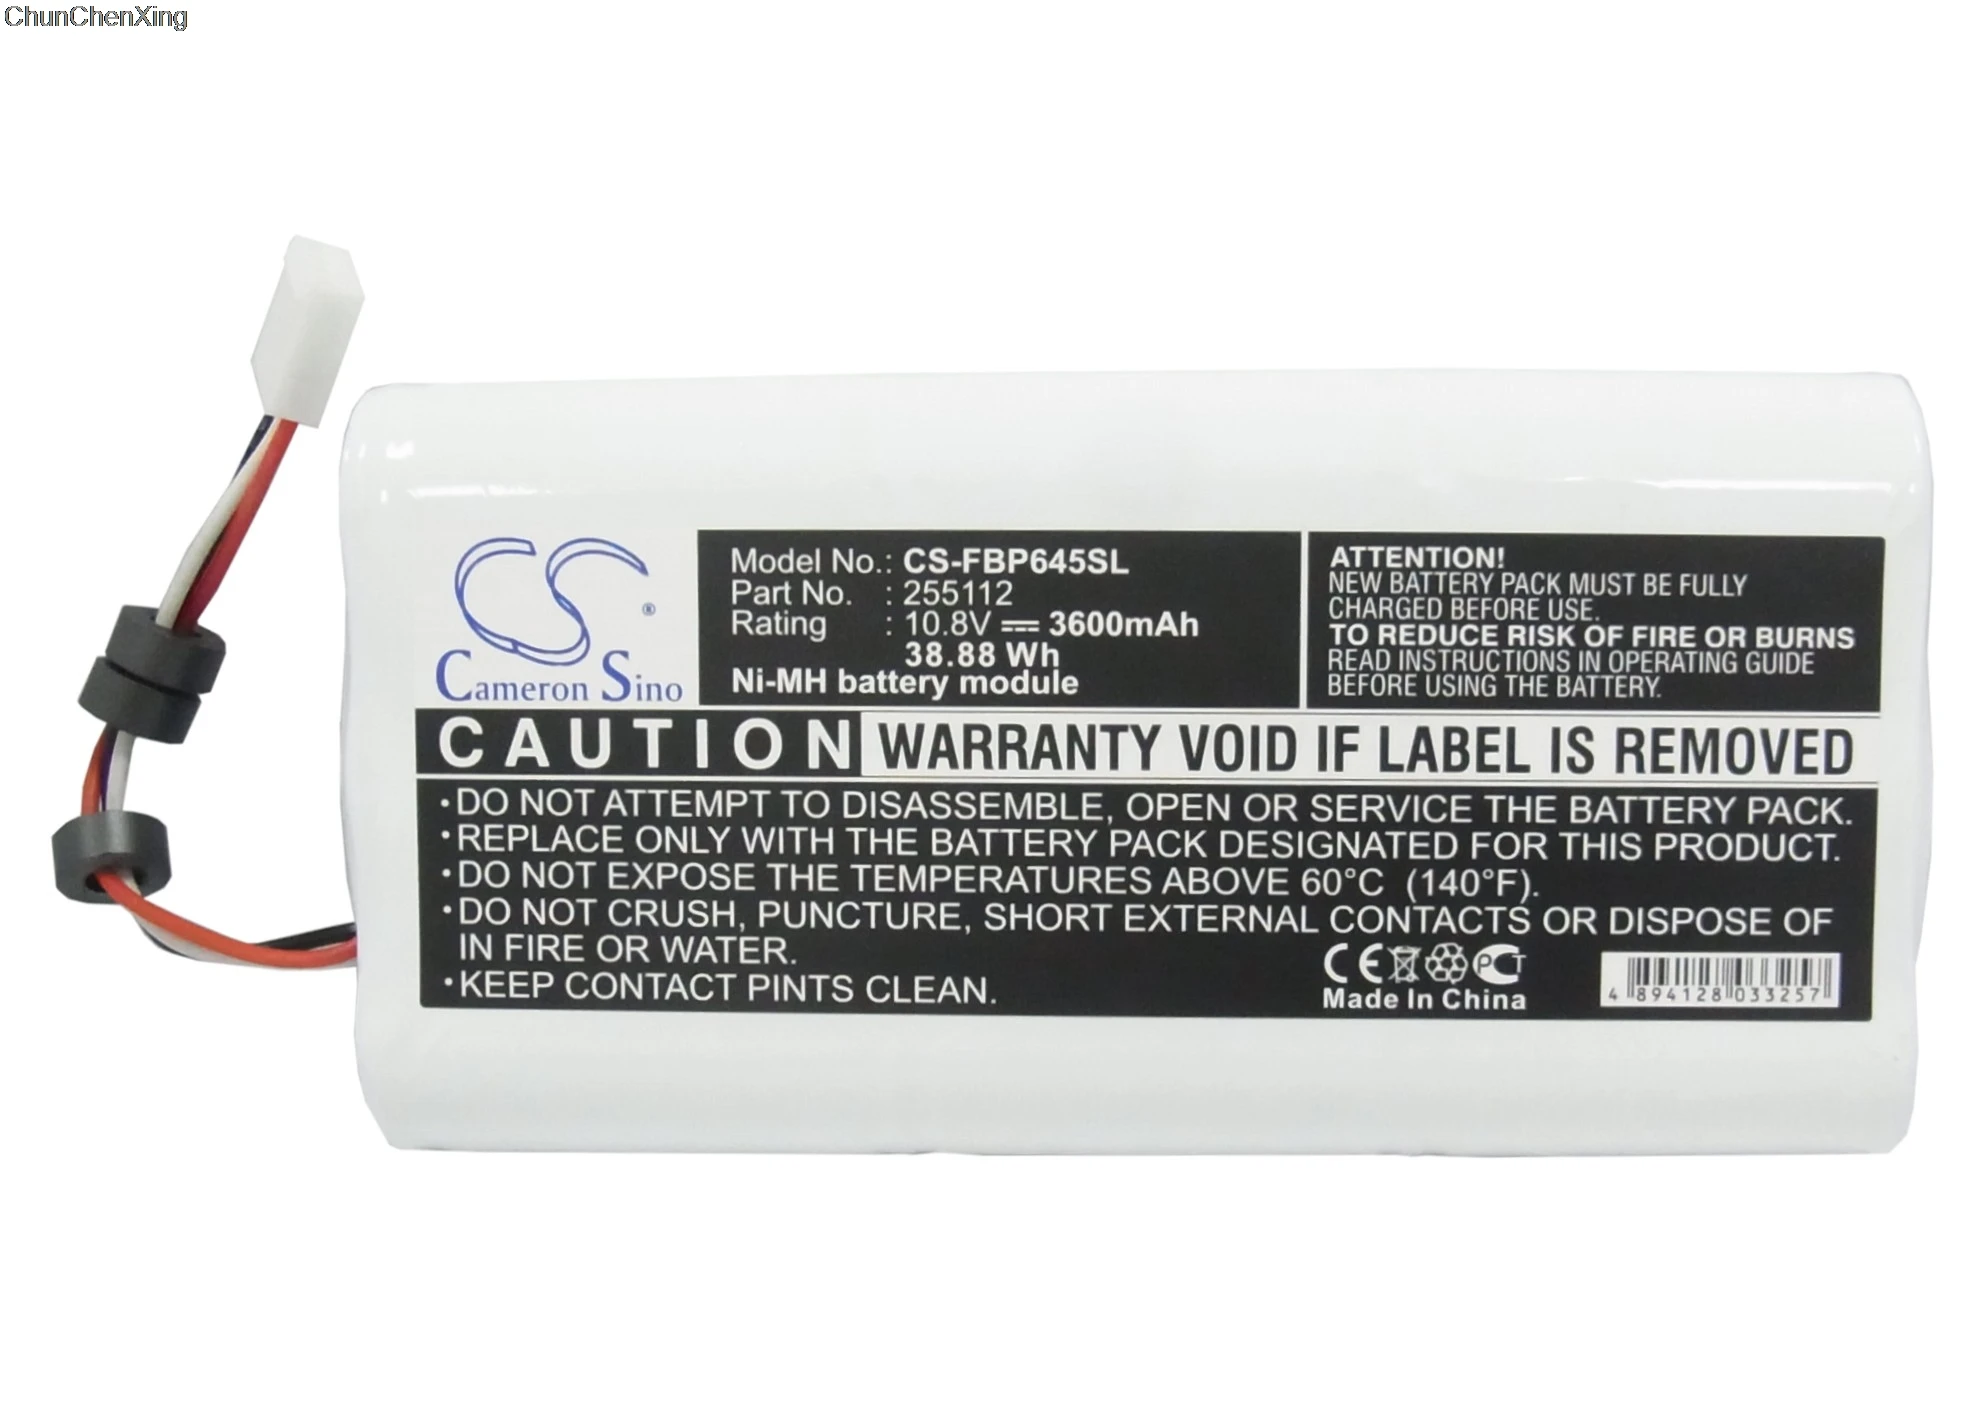 ChunChenXing
CS ®
Cameron Sino
Model No.: CS-FBP645SL
Part No. : 255112
Rating : 10.8V 3600mAh
38.88 Wh
Ni-MH battery module
ATTENTION!
NEW BATTERY PACK MUST BE FULLY
CHARGED BEFORE USE.
TO REDUCE RISK OF FIRE OR BURNS
READ INSTRUCTIONS IN OPERATING GUIDE
BEFORE USING THE BATTERY.
CAUTION WARRANTY VOID IF LABEL IS REMOVED
•DO NOT ATTEMPT TO DISASSEMBLE, OPEN OR SERVICE THE BATTERY PACK.
•REPLACE ONLY WITH THE BATTERY PACK DESIGNATED FOR THIS PRODUCT.
•DO NOT EXPOSE THE TEMPERATURES ABOVE 60°C (140°F).
•DO NOT CRUSH, PUNCTURE, SHORT EXTERNAL CONTACTS OR DISPOSE OF
IN FIRE OR WATER.
•KEEP CONTACT PINTS CLEAN.
CE PCT
Made In China
4 894128 033257